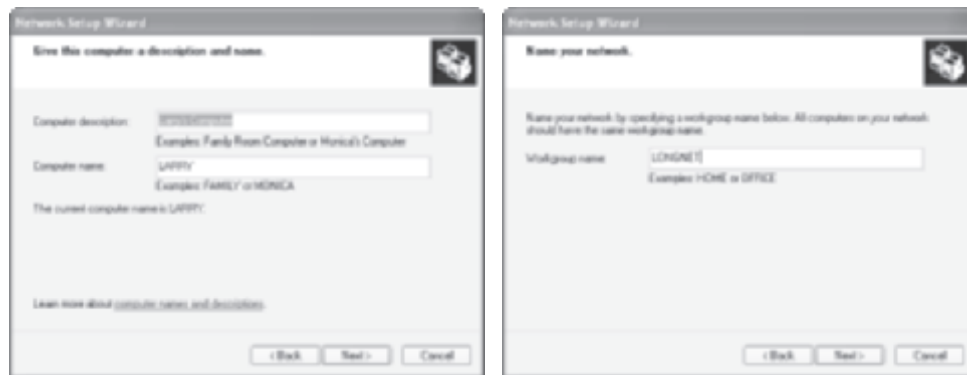 Network Setup Wizard
Give this computer a description and name.
Computer description:
Examples: Family Room Computer or Monica's Computer
Computer name:
Examples: FAMILY or MONICA
The current computer name is
Learn more about computer names and descriptions.
< Back
Next >
Cancel
Network Setup Wizard
Name your network.
Name your network by specifying a workgroup name below. All computers on your network
should have the same workgroup name.
Workgroup name:
LONGNET
Examples: HOME or OFFICE
< Back
Next >
Cancel